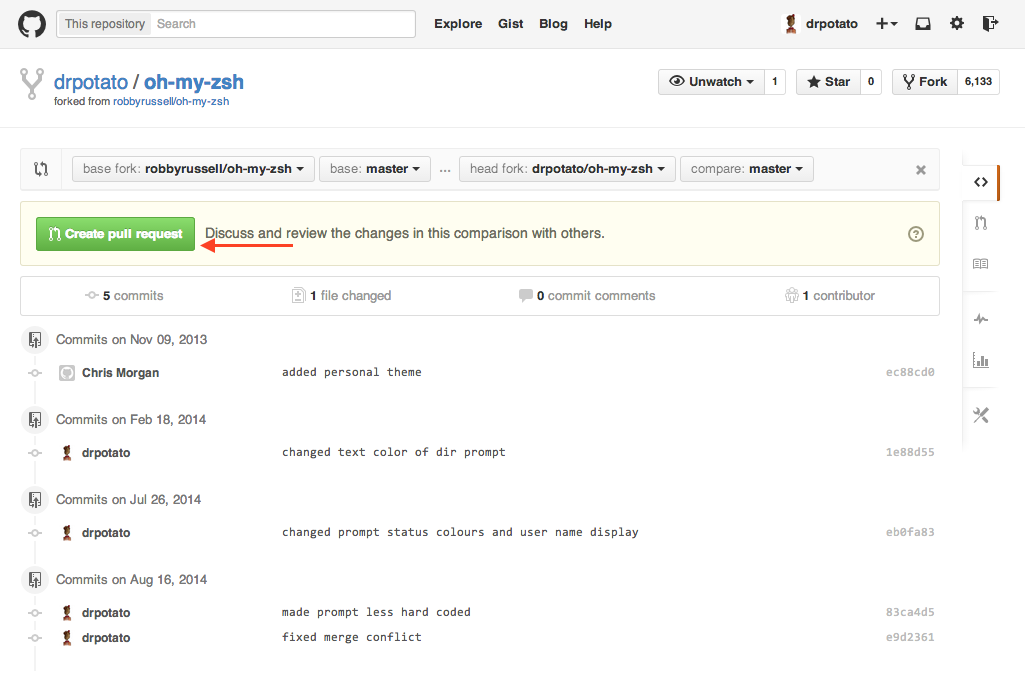 This repository Search Explore Gist Blog Help drpotato
drpotato / oh-my-zsh Unwatch 1 Star 0 Fork 6,133
forked from robbyrussell/oh-my-zsh
base fork: robbyrussell/oh-my-zsh base: master ... head fork: drpotato/oh-my-zsh compare: master
Create pull request Discuss and review the changes in this comparison with others.
5 commits 1 file changed 0 commit comments 1 contributor
Commits on Nov 09, 2013
Chris Morgan added personal theme ec88cd0
Commits on Feb 18, 2014
drpotato changed text color of dir prompt 1e88d55
Commits on Jul 26, 2014
drpotato changed prompt status colours and user name display eb0fa83
Commits on Aug 16, 2014
drpotato made prompt less hard coded 83ca4d5
drpotato fixed merge conflict e9d2361